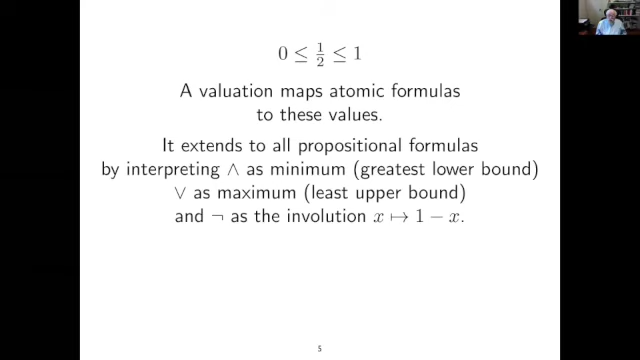 0 ≤ 1/2 ≤ 1
A valuation maps atomic formulas
to these values.
It extends to all propositional formulas
by interpreting ∧ as minimum (greatest lower bound)
∨ as maximum (least upper bound)
and ¬ as the involution x ↦ 1 − x.
5